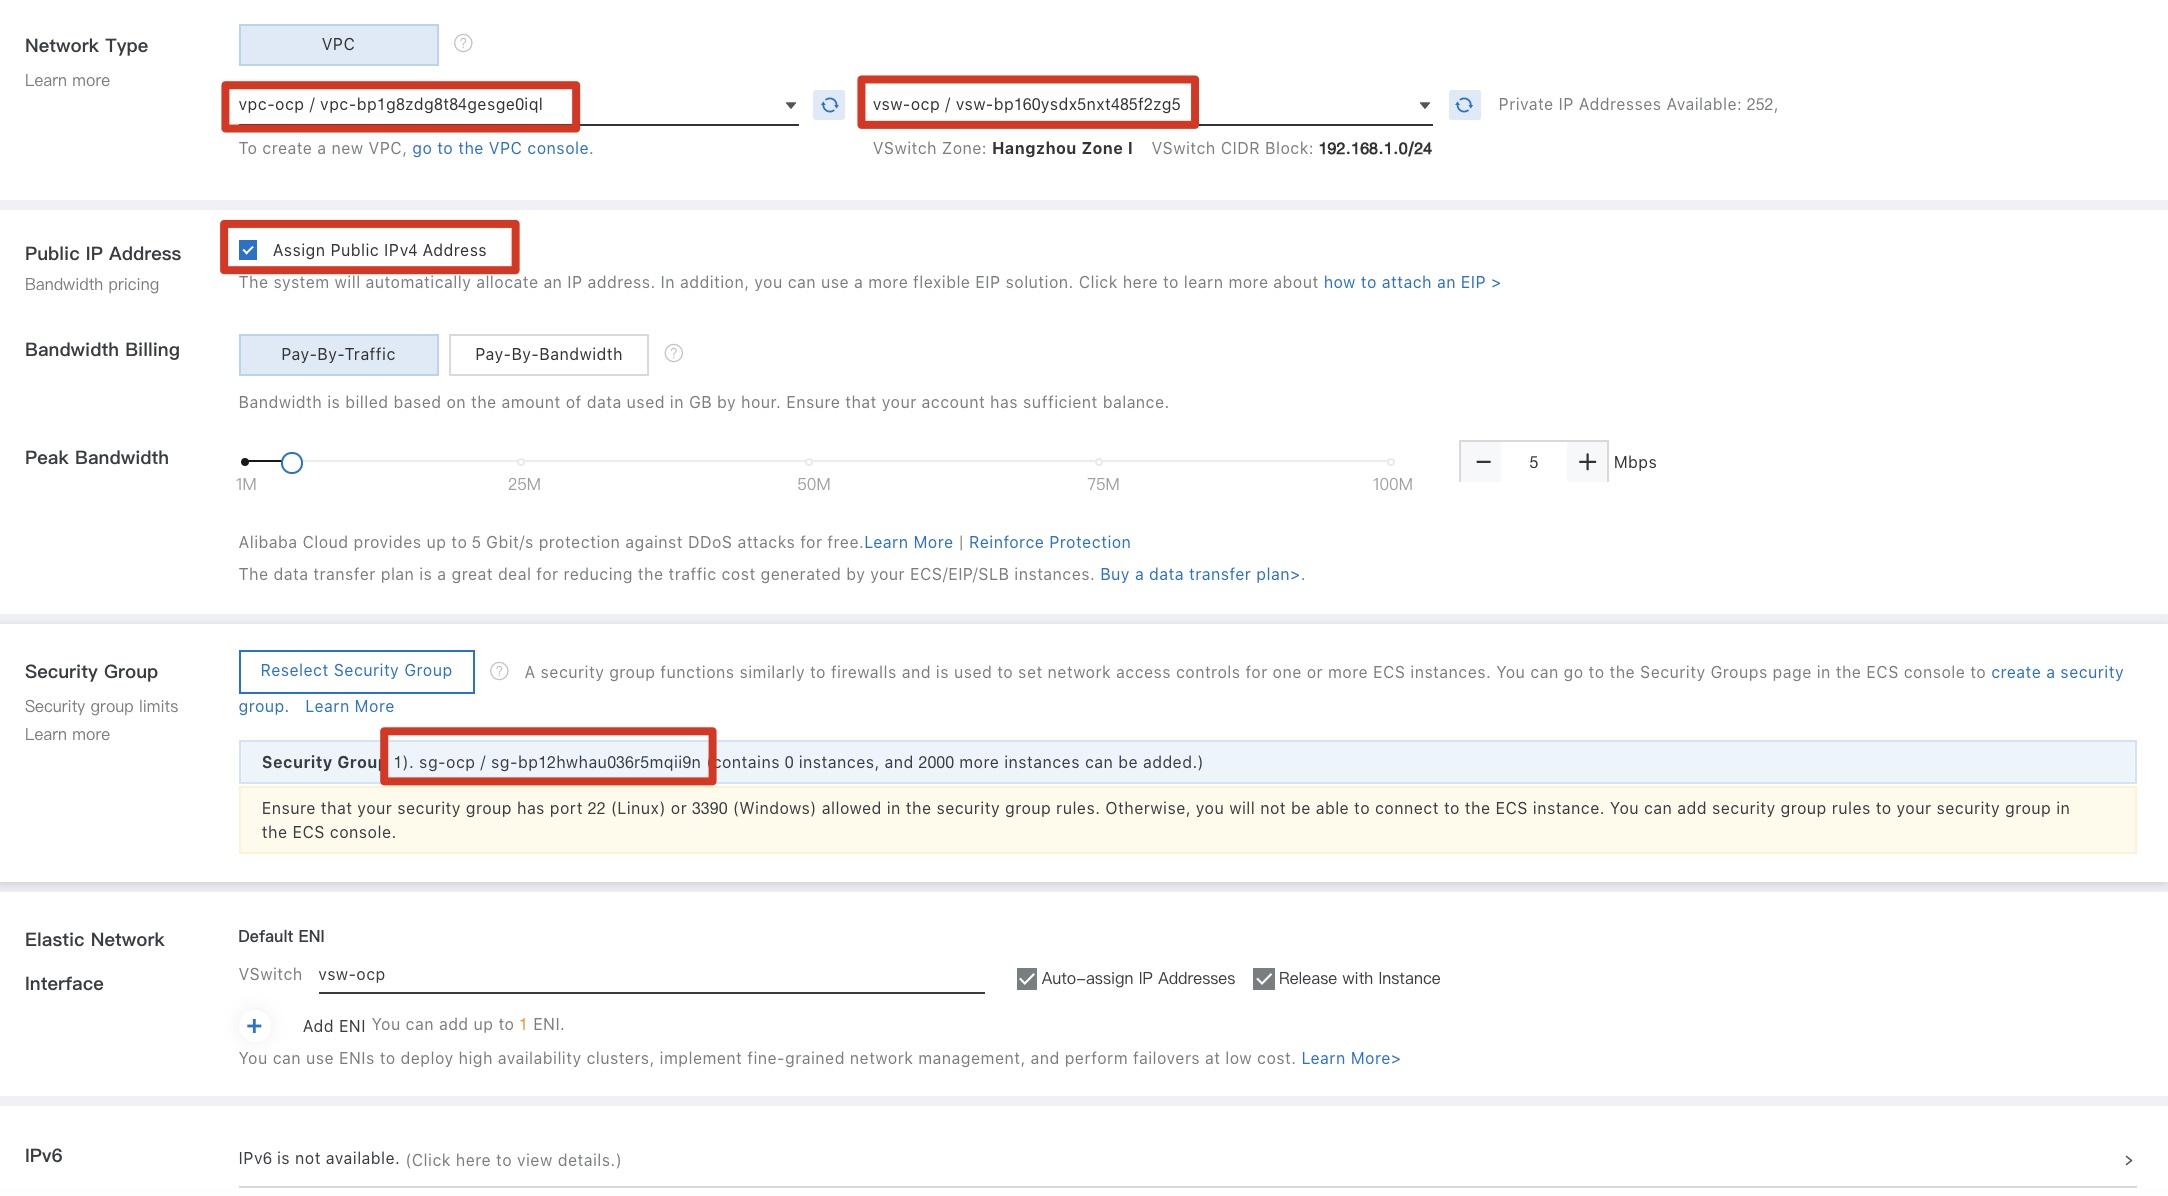 Network Type
VPC
Learn more
vpc-ocp / vpc-bp1g8zdg8t84gesge0iql
vsw-ocp / vsw-bp160ysdx5nxt485f2zg5
Private IP Addresses Available: 252,
To create a new VPC, go to the VPC console.
VSwitch Zone: Hangzhou Zone I VSwitch CIDR Block: 192.168.1.0/24
Public IP Address
Assign Public IPv4 Address
Bandwidth pricing
The system will automatically allocate an IP address. In addition, you can use a more flexible EIP solution. Click here to learn more about how to attach an EIP >
Bandwidth Billing
Pay-By-Traffic
Pay-By-Bandwidth
Bandwidth is billed based on the amount of data used in GB by hour. Ensure that your account has sufficient balance.
Peak Bandwidth
5
Mbps
1M 25M 50M 75M 100M
Alibaba Cloud provides up to 5 Gbit/s protection against DDoS attacks for free.Learn More | Reinforce Protection
The data transfer plan is a great deal for reducing the traffic cost generated by your ECS/EIP/SLB instances. Buy a data transfer plan>.
Security Group
Reselect Security Group
A security group functions similarly to firewalls and is used to set network access controls for one or more ECS instances. You can go to the Security Groups page in the ECS console to create a security
group. Learn More
Security group limits
Learn more
Security Group 1). sg-ocp / sg-bp12hwhau036r5mqii9n (contains 0 instances, and 2000 more instances can be added.)
Ensure that your security group has port 22 (Linux) or 3390 (Windows) allowed in the security group rules. Otherwise, you will not be able to connect to the ECS instance. You can add security group rules to your security group in
the ECS console.
Elastic Network
Interface
Default ENI
VSwitch vsw-ocp
Auto-assign IP Addresses
Release with Instance
Add ENI You can add up to 1 ENI.
You can use ENIs to deploy high availability clusters, implement fine-grained network management, and perform failovers at low cost. Learn More>
IPv6
IPv6 is not available. (Click here to view details.)